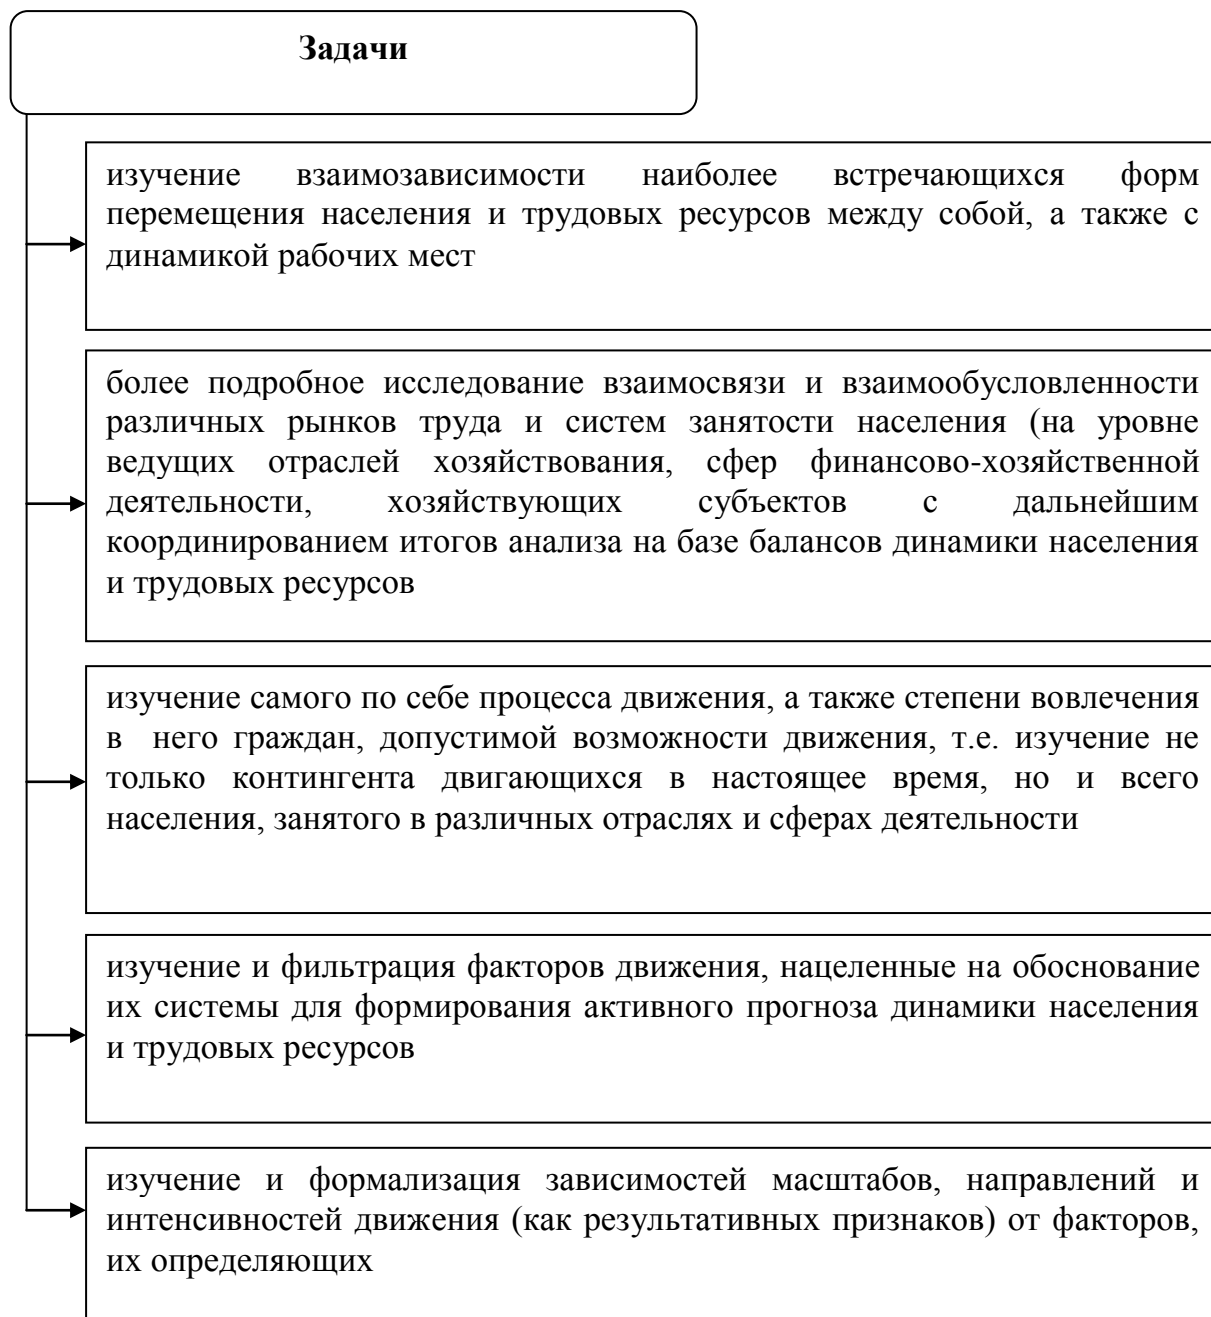 Задачи
изучение взаимозависимости наиболее встречающихся форм
перемещения населения и трудовых ресурсов между собой, а также с
динамикой рабочих мест
более подробное исследование взаимосвязи и взаимообусловленности
различных рынков труда и систем занятости населения (на уровне
ведущих отраслей хозяйствования, сфер финансово-хозяйственной
деятельности, хозяйствующих субъектов с дальнейшим
координированием итогов анализа на базе балансов динамики населения
и трудовых ресурсов
изучение самого по себе процесса движения, а также степени вовлечения
в него граждан, допустимой возможности движения, т.е. изучение не
только контингента двигающихся в настоящее время, но и всего
населения, занятого в различных отраслях и сферах деятельности
изучение и фильтрация факторов движения, нацеленные на обоснование
их системы для формирования активного прогноза динамики населения
и трудовых ресурсов
изучение и формализация зависимостей масштабов, направлений и
интенсивностей движения (как результативных признаков) от факторов,
их определяющих